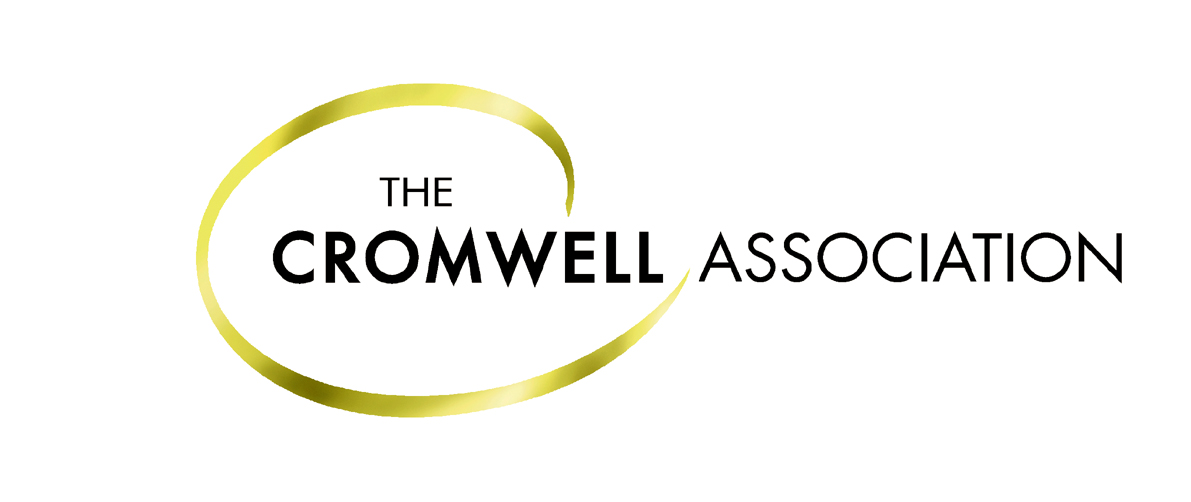 THE
CROMWELL ASSOCIATION